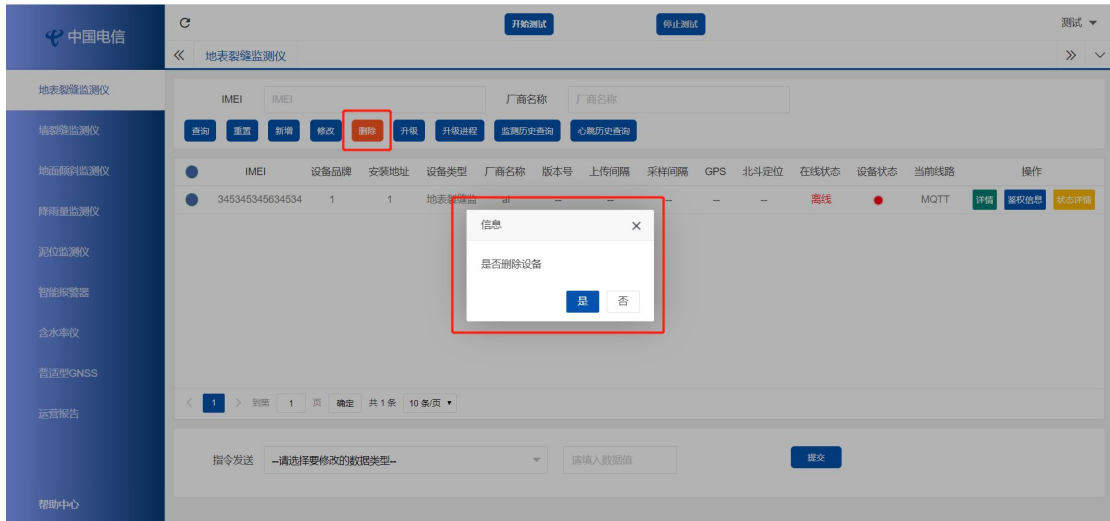 中国电信
开始测试
停止测试
测试
地表裂缝监测仪
地表裂缝监测仪
墙裂缝监测仪
地面倾斜监测仪
降雨量监测仪
泥位监测仪
智能报警器
含水率仪
普适型GNSS
运营报告
帮助中心
IMEI IMEI 厂商名称 厂商名称
查询 重置 新增 修改 删除 升级 升级进程 监测历史查询 心跳历史查询
IMEI 设备品牌 安装地址 设备类型 厂商名称 版本号 上传间隔 采样间隔 GPS 北斗定位 在线状态 设备状态 当前线路 操作
345345345634534 1 1 地表裂缝监 al -- -- -- -- -- 离线 MQTT 详情 鉴权信息 状态详情
信息
是否删除设备
是 否
1 到第 1 页 确定 共 1 条 10 条/页
指令发送 --请选择要修改的数据类型-- 请填入数据值 提交